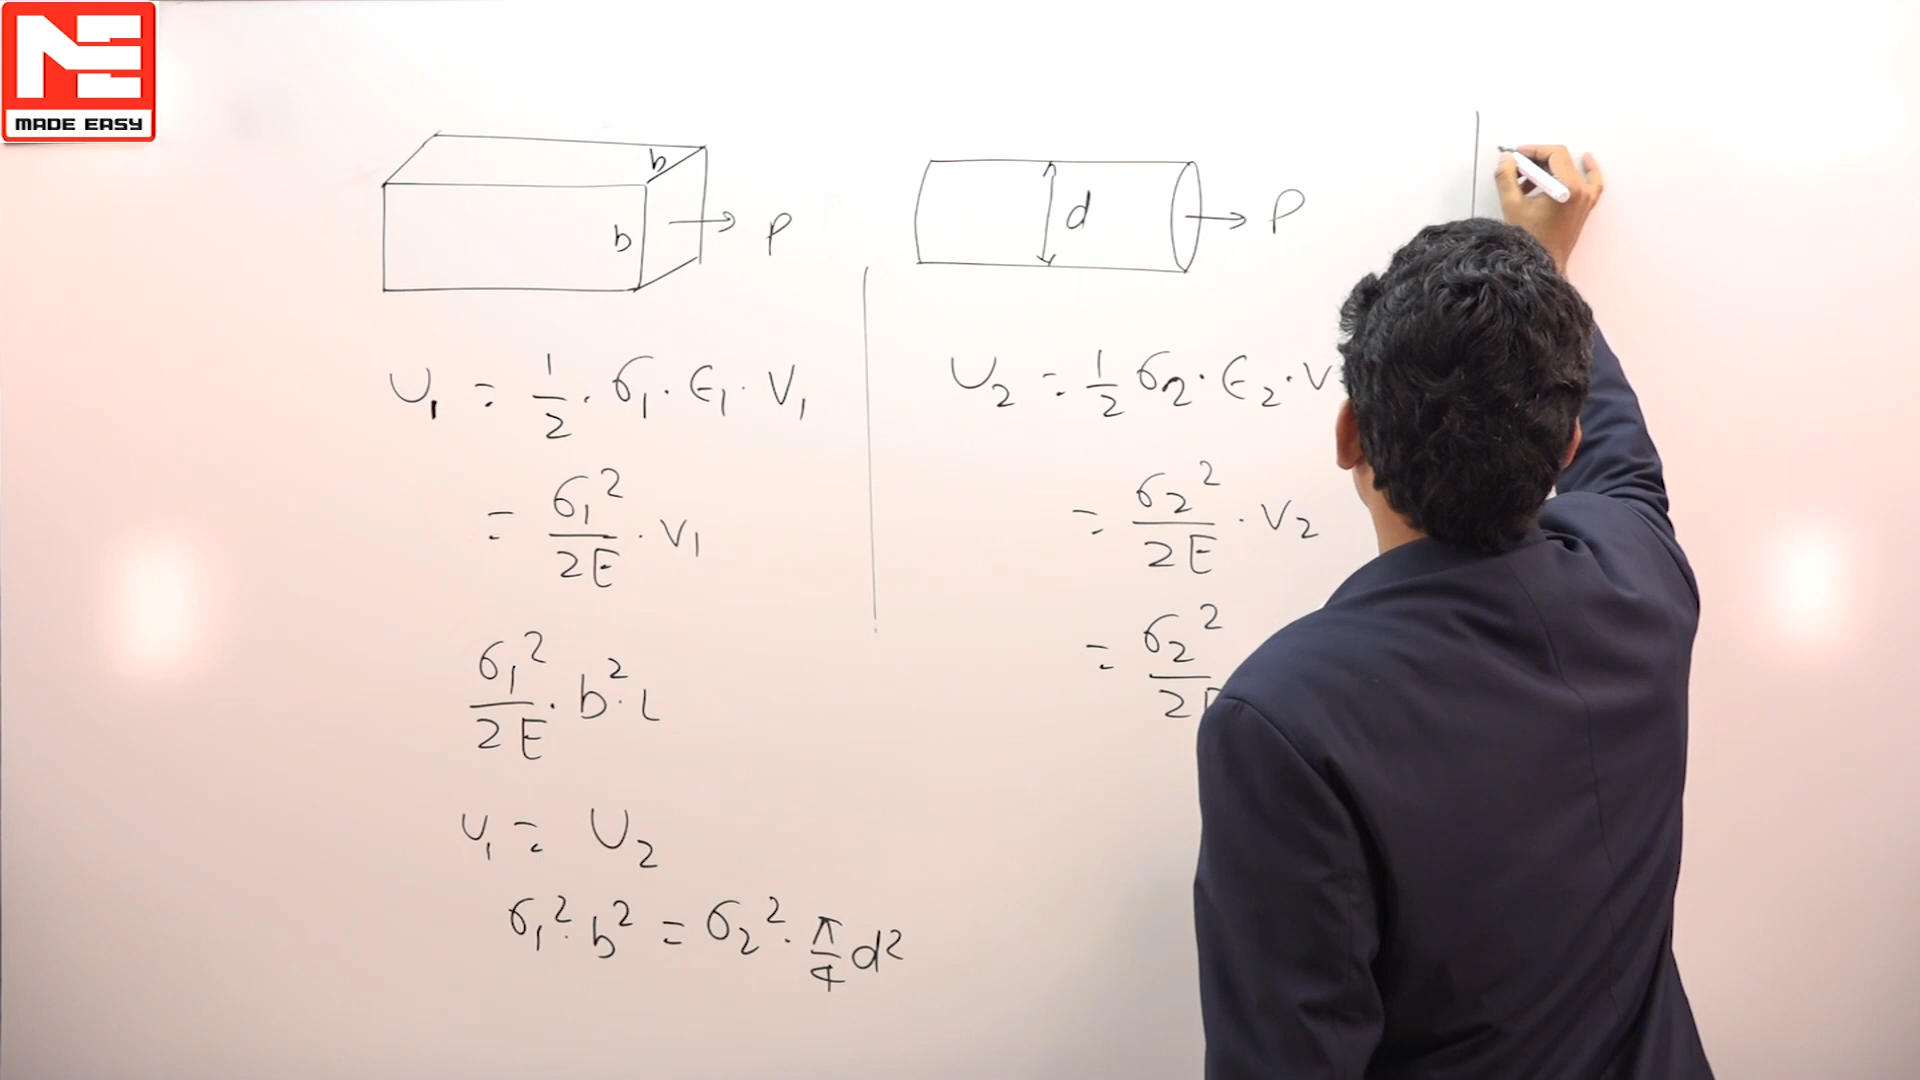 MADE EASY
b
b
P
d
P
U₁ = 1/2 · σ₁ · ϵ₁ · V₁
= σ₁²/2E · V₁
σ₁²/2E · b² · L
U₁ = U₂
σ₁² · b² = σ₂² · π/4 d²
U₂ = 1/2 σ₂ · ϵ₂ · V
= σ₂²/2E · V₂
= σ₂²/2